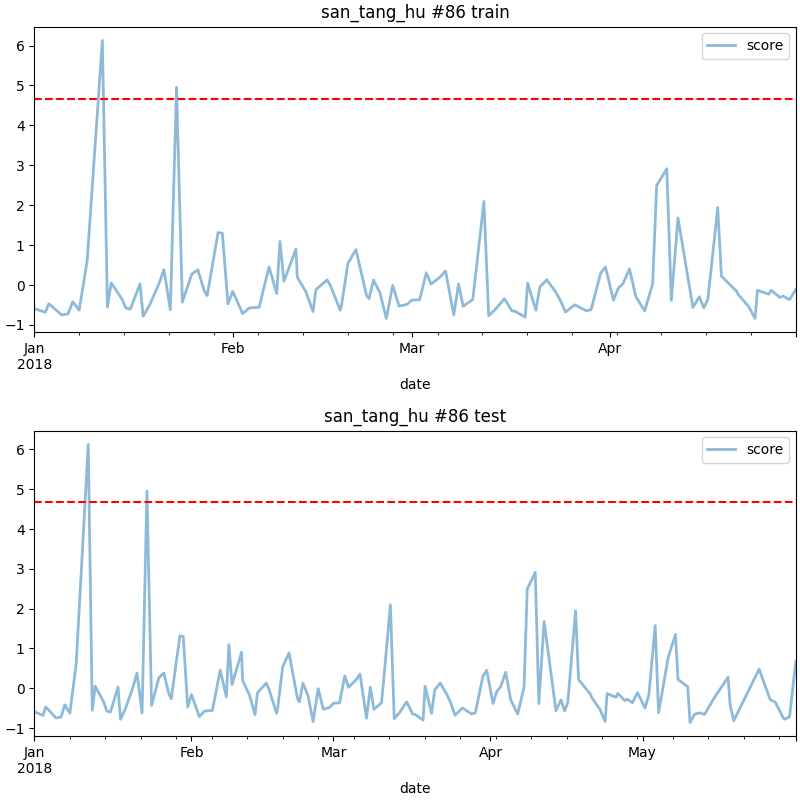 san_tang_hu #86 train
score
6
5
4
3
2
1
0
−1
Jan Feb Mar Apr
2018
date
san_tang_hu #86 test
score
6
5
4
3
2
1
0
−1
Jan Feb Mar Apr May
2018
date